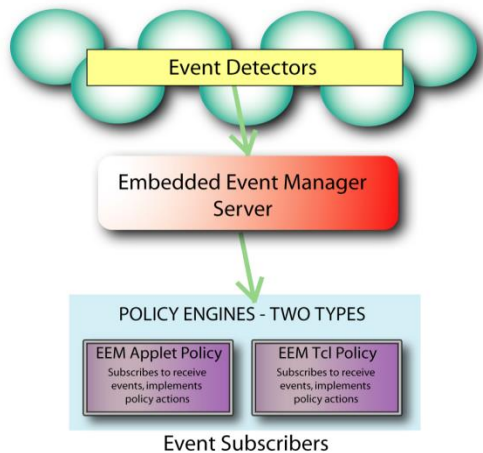 Event Detectors
Embedded Event Manager
Server
POLICY ENGINES - TWO TYPES
EEM Applet Policy
Subscribes to receive
events, implements
policy actions
EEM Tcl Policy
Subscribes to receive
events, implements
policy actions
Event Subscribers